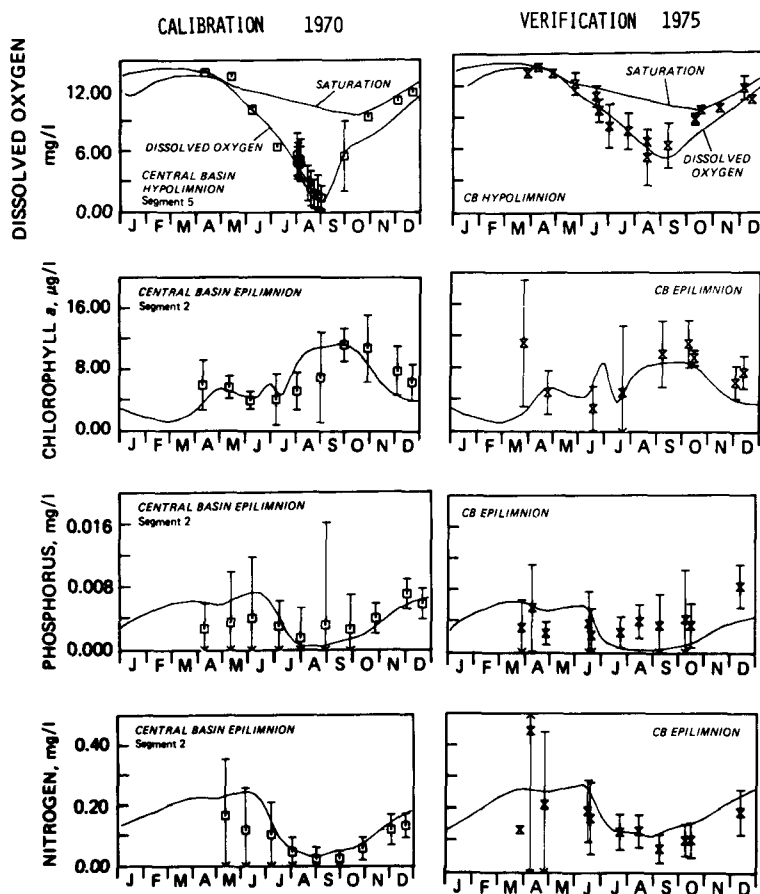 CALIBRATION 1970
VERIFICATION 1975
DISSOLVED OXYGEN
mg/l
12.00
6.00
0.00
SATURATION
DISSOLVED OXYGEN
CENTRAL BASIN
HYPOLIMNION
Segment 5
J F M A M J J A S O N D
SATURATION
DISSOLVED
OXYGEN
CB HYPOLIMNION
J F M A M J J A S O N D
CHLOROPHYLL a, µg/l
16.00
8.00
0.00
CENTRAL BASIN EPILIMNION
Segment 2
J F M A M J J A S O N D
CB EPILIMNION
J F M A M J J A S O N D
PHOSPHORUS, mg/l
0.016
0.008
0.000
CENTRAL BASIN EPILIMNION
Segment 2
J F M A M J J A S O N D
CB EPILIMNION
J F M A M J J A S O N D
NITROGEN, mg/l
0.40
0.20
0.00
CENTRAL BASIN EPILIMNION
Segment 2
J F M A M J J A S O N D
CB EPILIMNION
J F M A M J J A S O N D